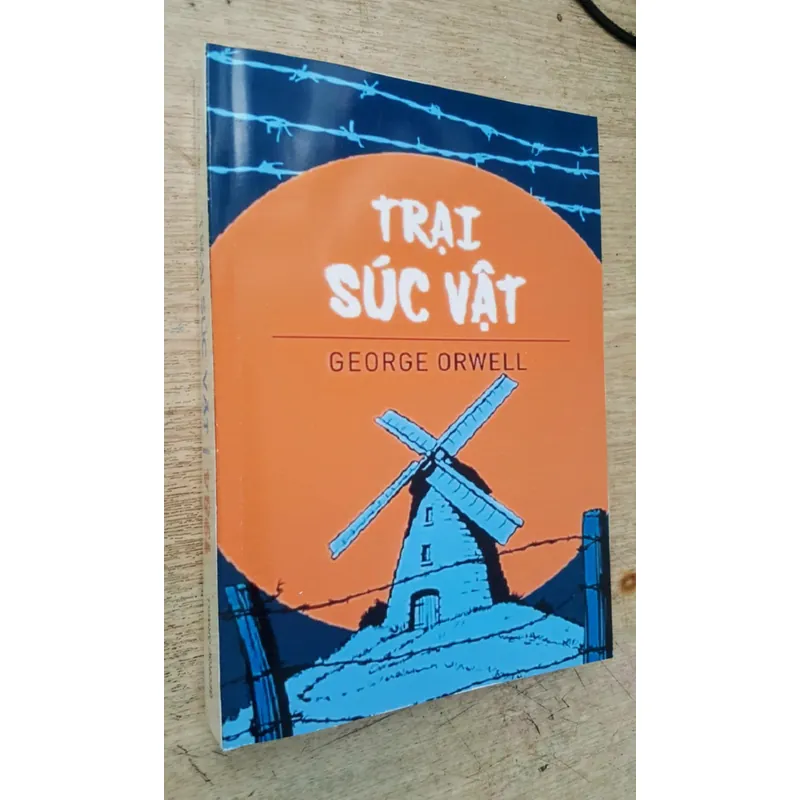 TRẠI
SÚC VẬT
GEORGE ORWELL